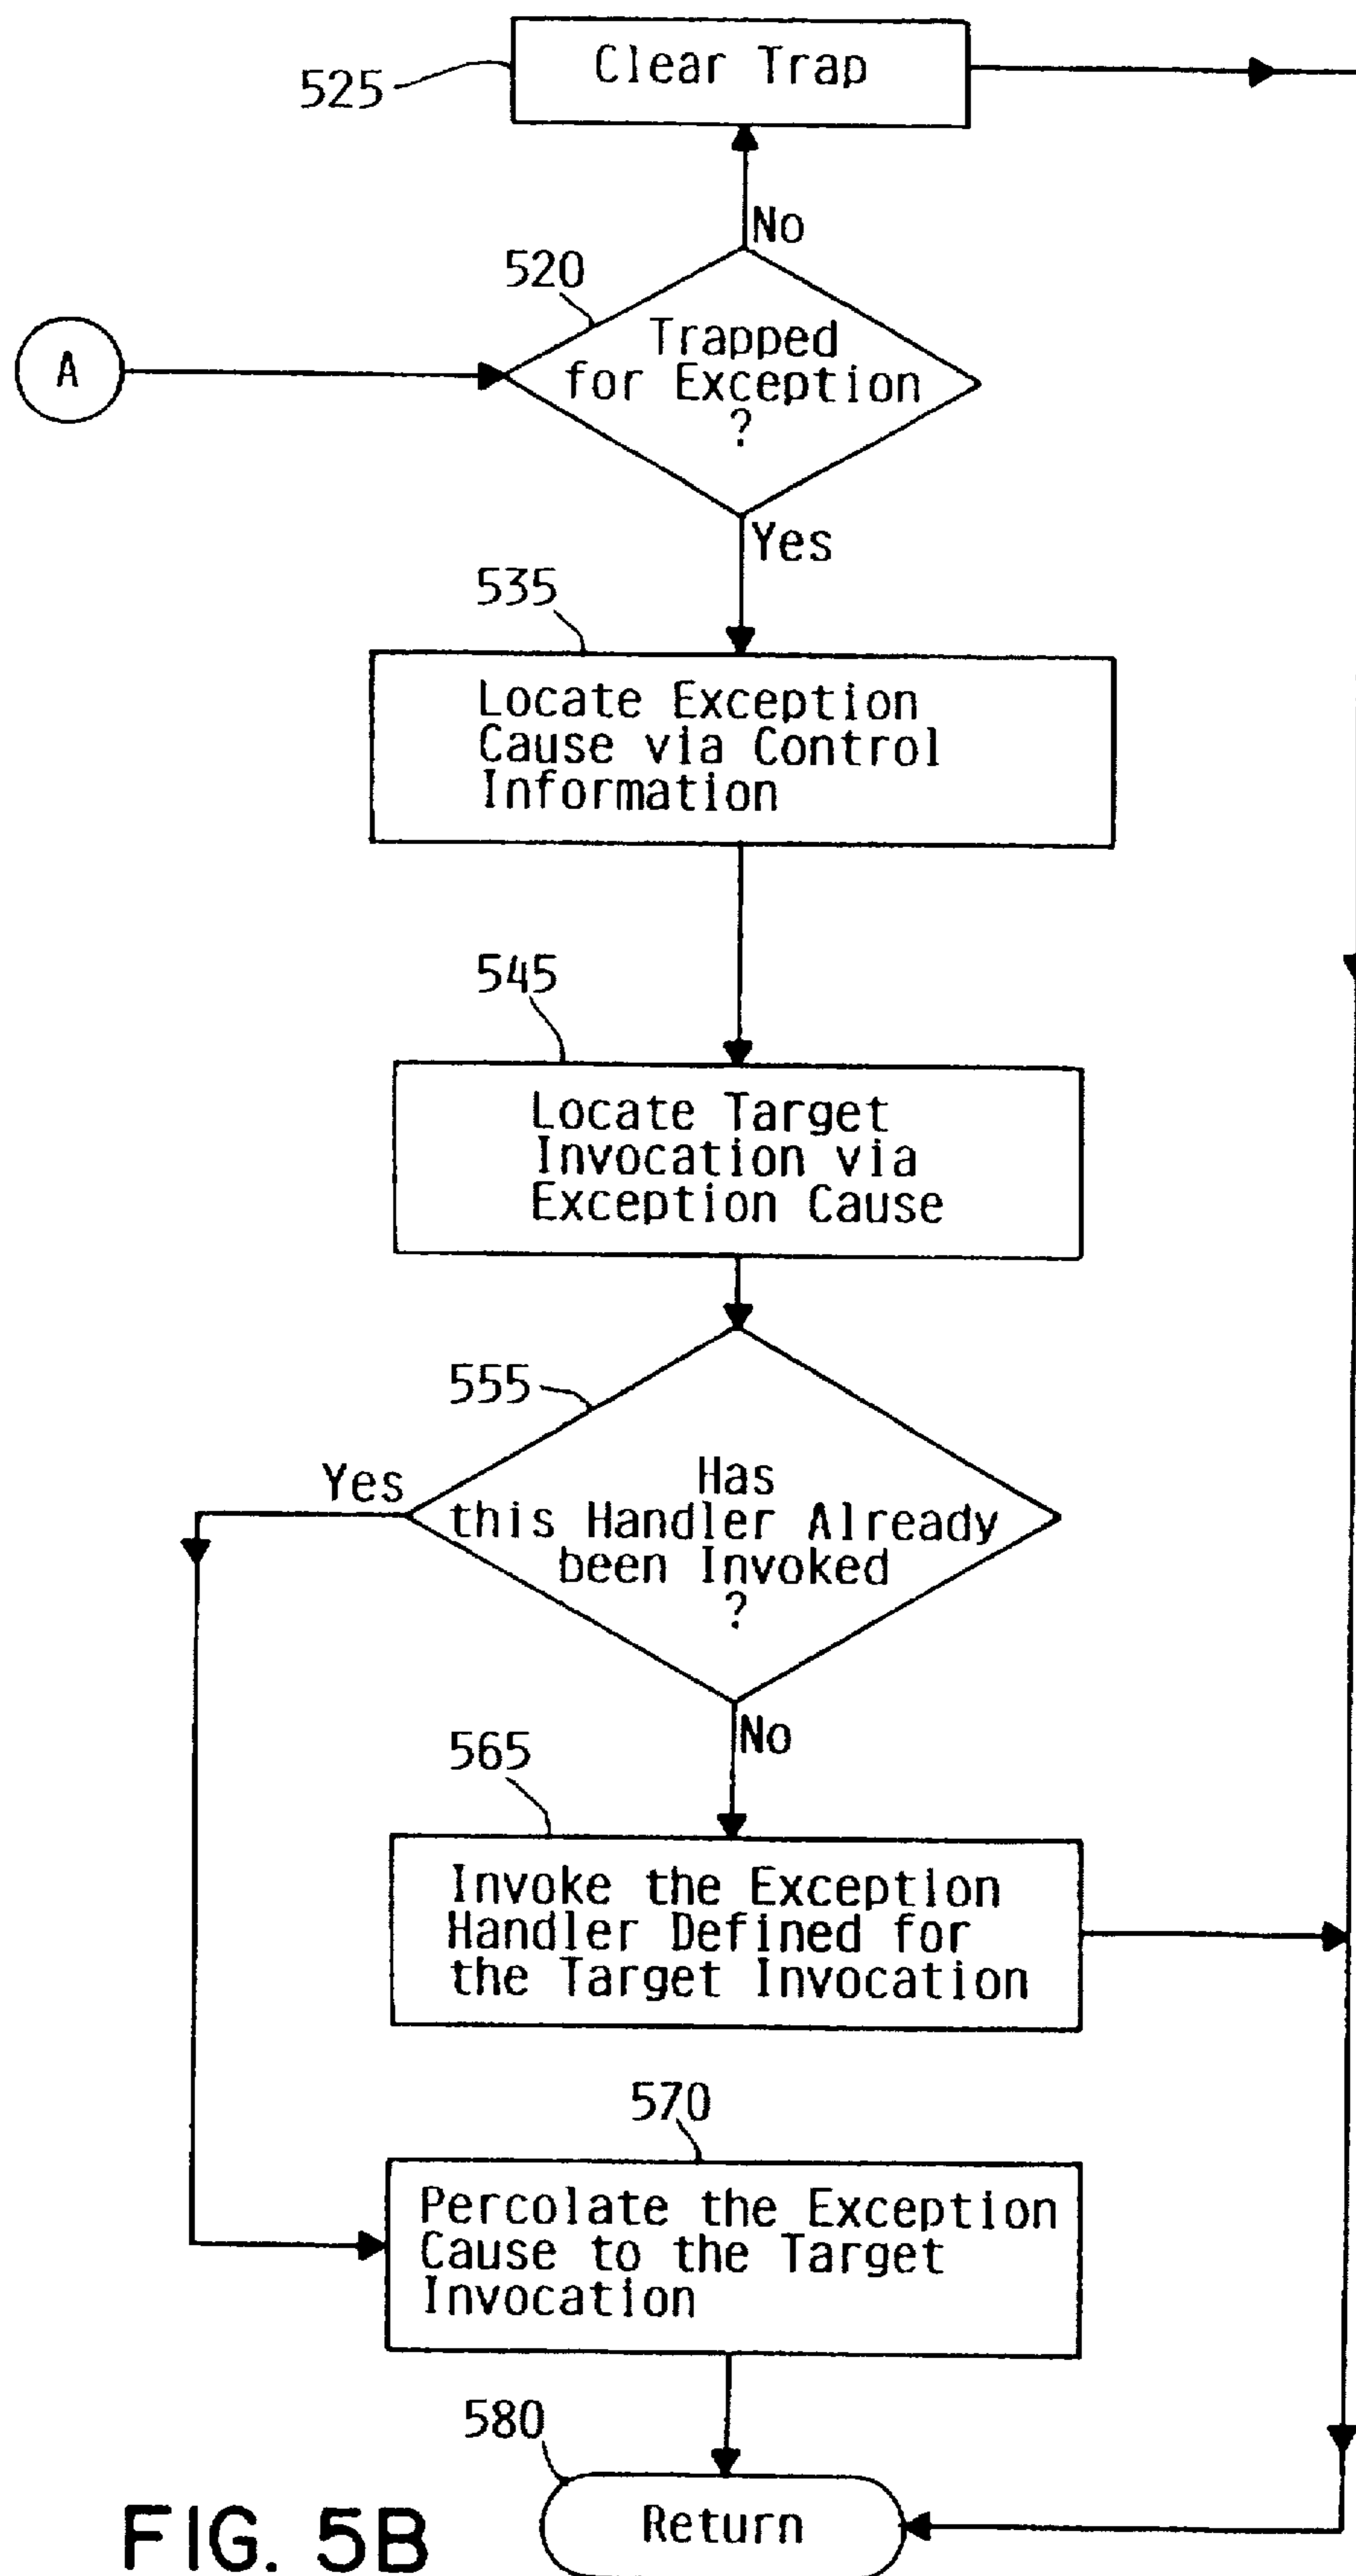 Clear Trap
525
No
520
Trapped
for Exception
?
A
Yes
535
Locate Exception
Cause via Control
Information
545
Locate Target
Invocation via
Exception Cause
555
Yes
Has
this Handler Already
been Invoked
?
No
565
Invoke the Exception
Handler Defined for
the Target Invocation
570
Percolate the Exception
Cause to the Target
Invocation
580
Return
FIG. 5B